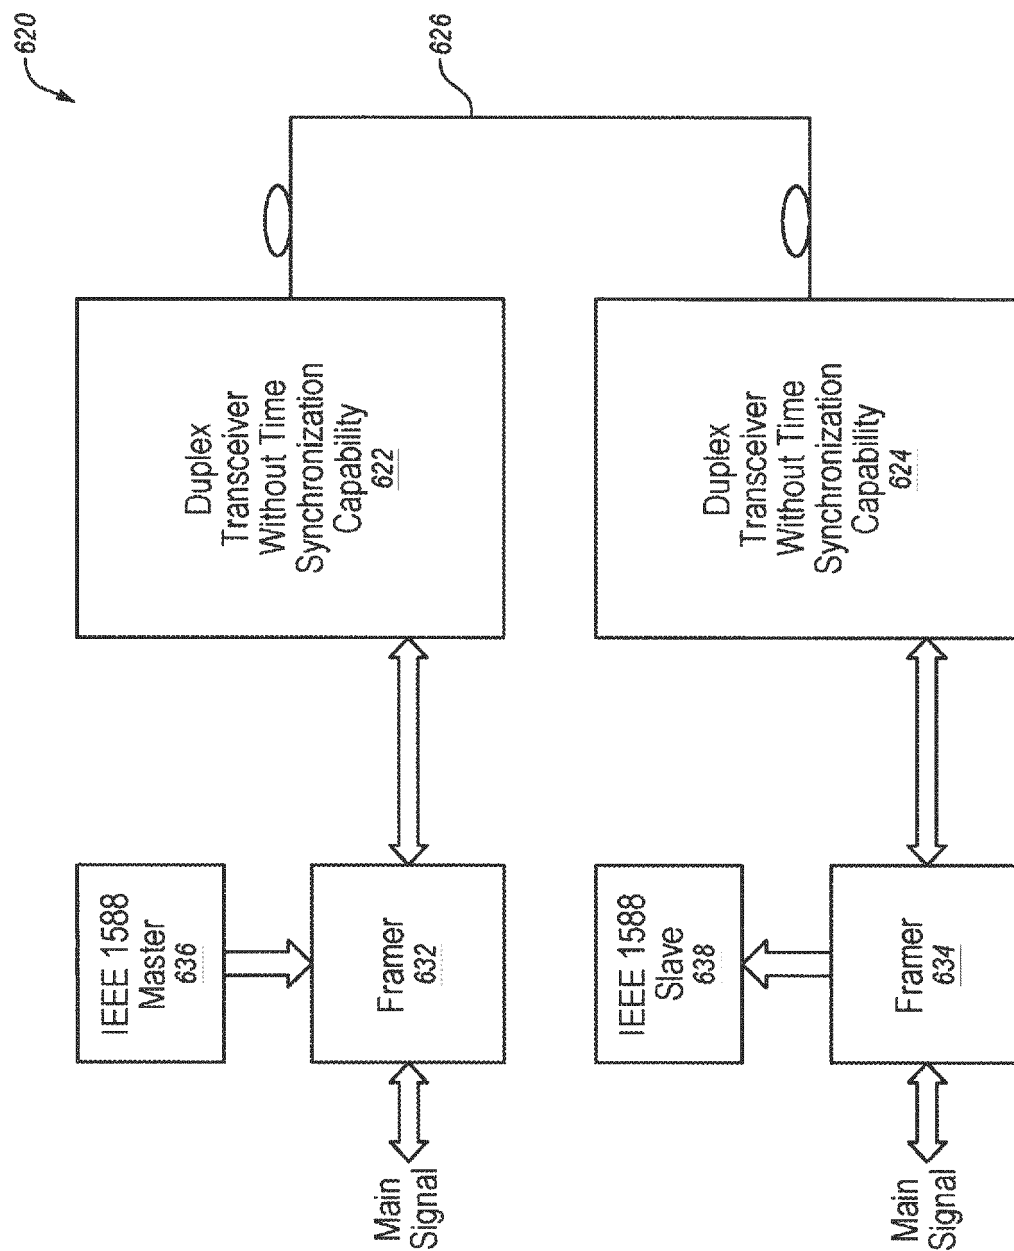 620
626
Duplex
Transceiver
Without Time
Synchronization
Capability
622
Duplex
Transceiver
Without Time
Synchronization
Capability
624
IEEE 1588
Master
636
Framer
632
IEEE 1588
Slave
638
Framer
634
Main
Signal
Main
Signal